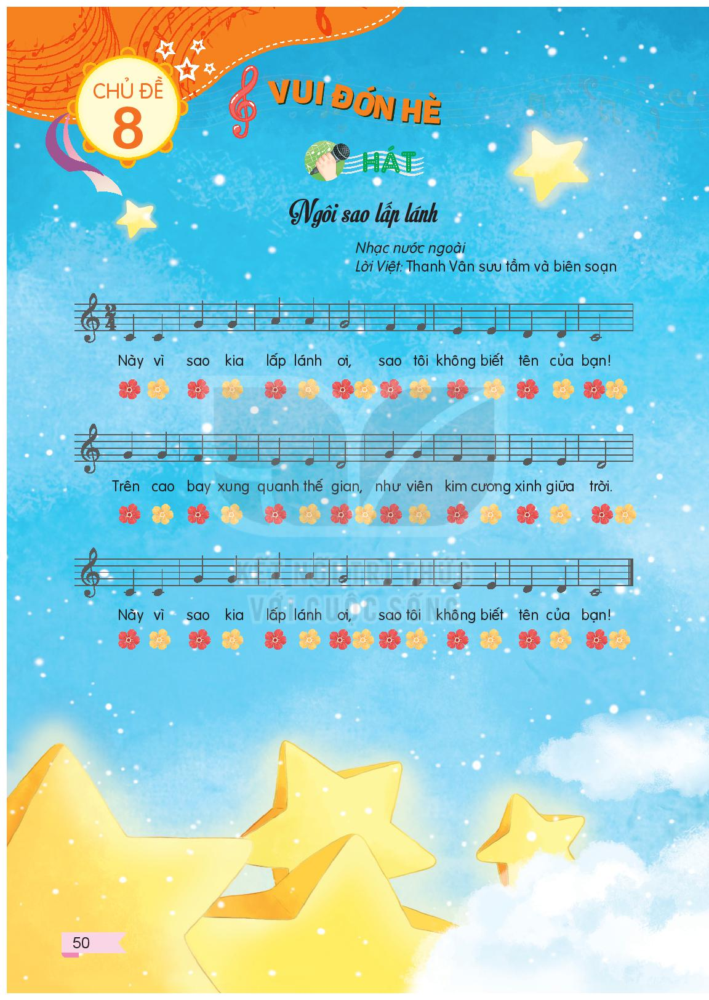 CHỦ ĐỀ
8
VUI ĐÓN HÈ
HÁT
Ngôi sao lấp lánh
Nhạc nước ngoài
Lời Việt: Thanh Vân sưu tầm và biên soạn
2
4
Này vì sao kia lấp lánh ơi, sao tôi không biết tên của bạn!
Trên cao bay xung quanh thế gian, như viên kim cương xinh giữa trời.
KẾT NỐI TRI THỨC
VỚI CUỘC SỐNG
Này vì sao kia lấp lánh ơi, sao tôi không biết tên của bạn!
50